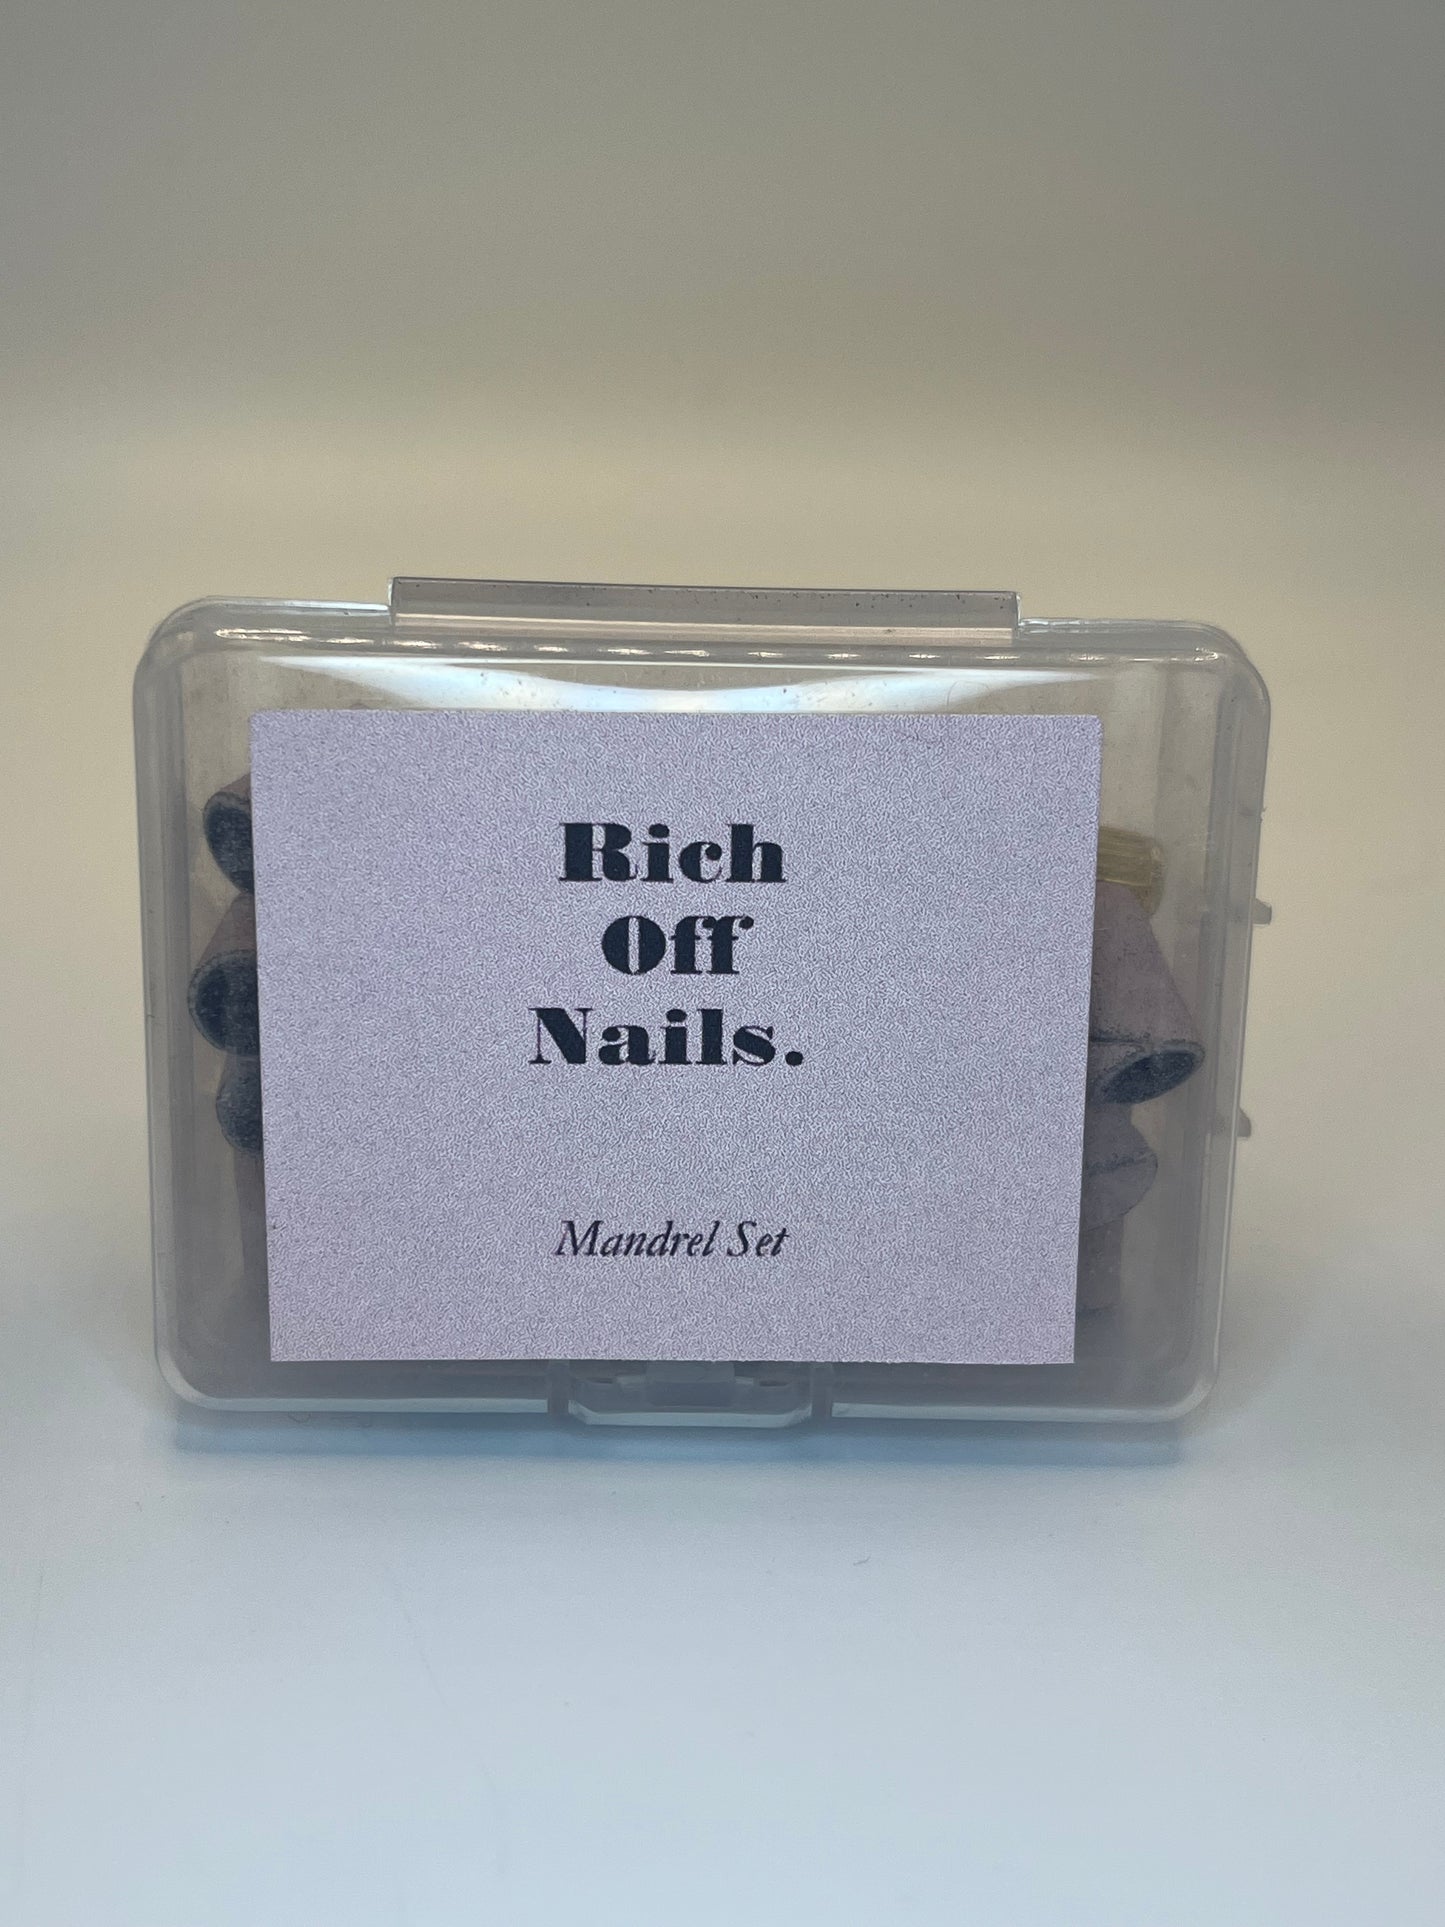 Rich
Off
Nails.
Mandrel Set